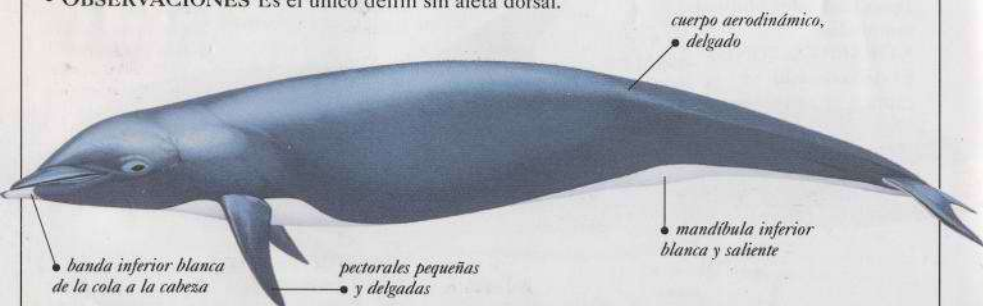 • OBSERVACIONES Es el único delfín sin aleta dorsal.
cuerpo aerodinámico,
delgado
mandíbula inferior
blanca y saliente
banda inferior blanca
de la cola a la cabeza
pectorales pequeñas
y delgadas